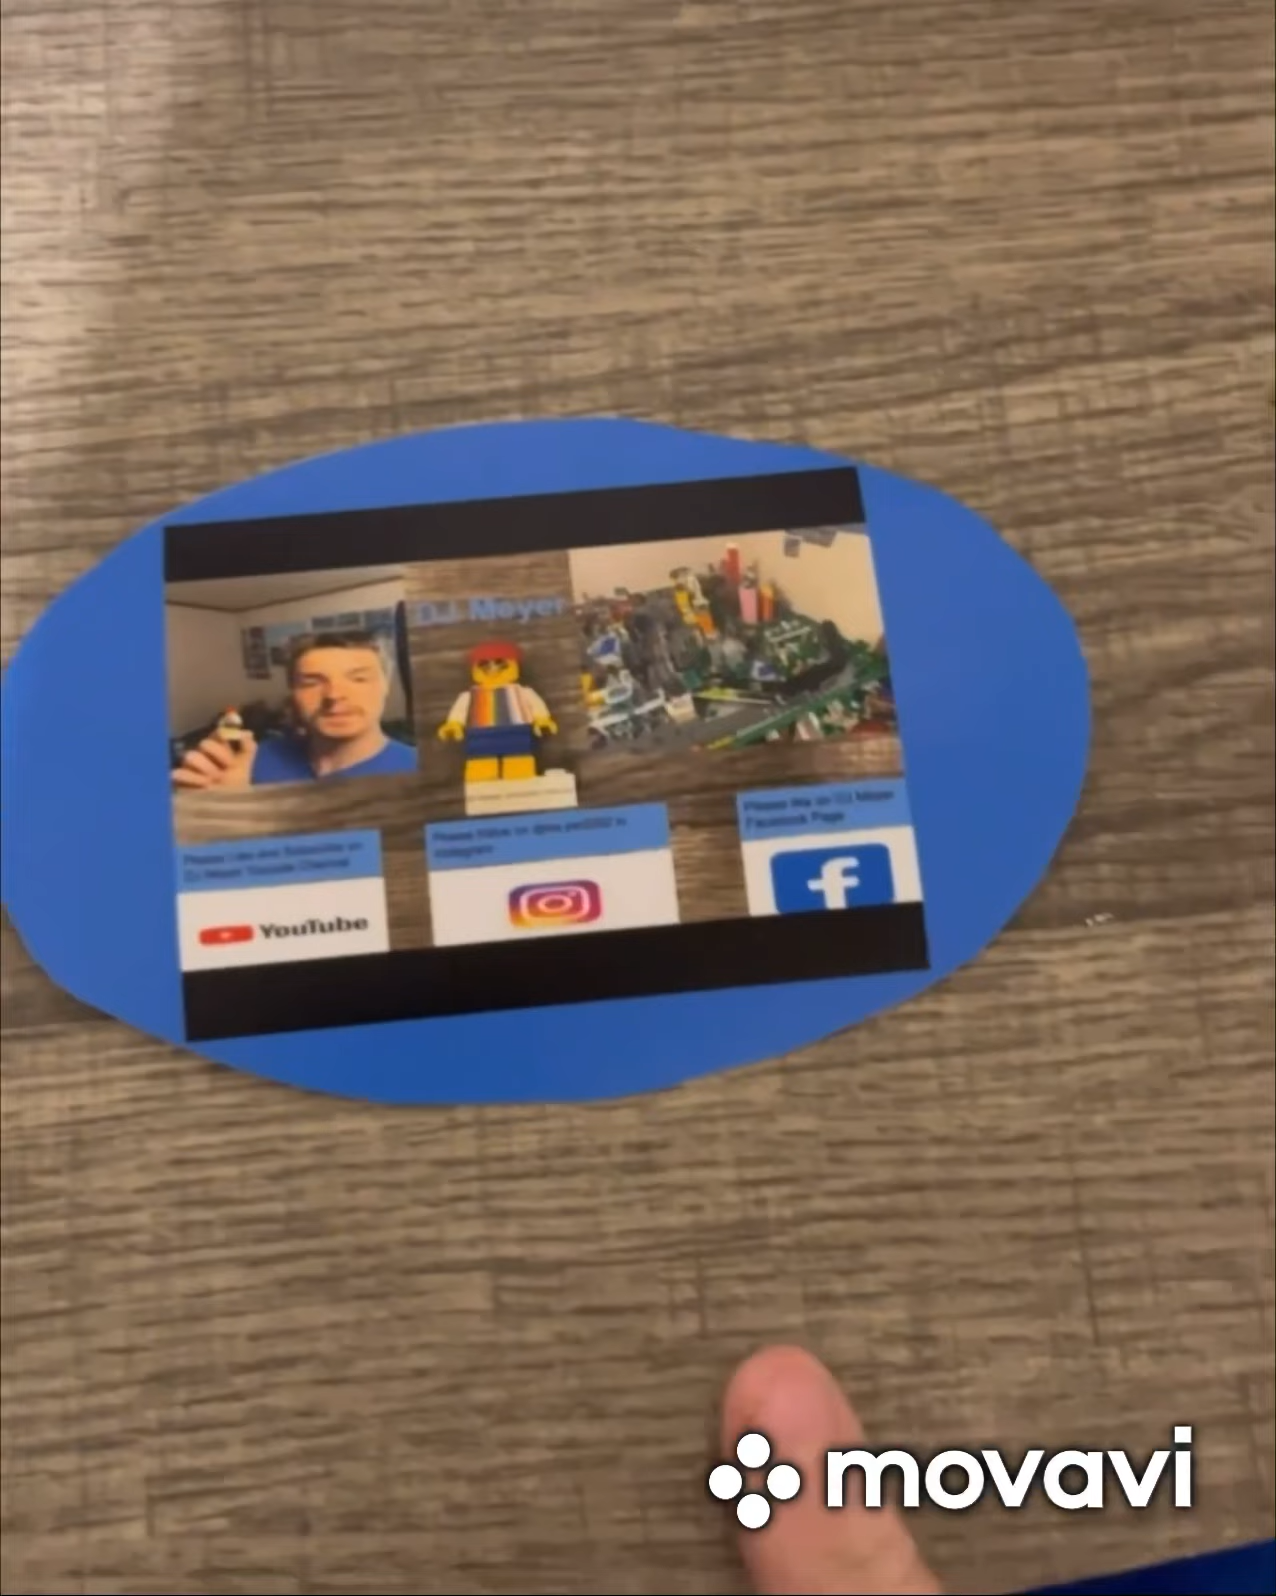 D.J. Meyer
Please Like and Subscribe on
DJ Meyer Youtube Channel
YouTube
Please Follow on
Instagram
Please like on DJ Meyer
Facebook Page
f
movavi